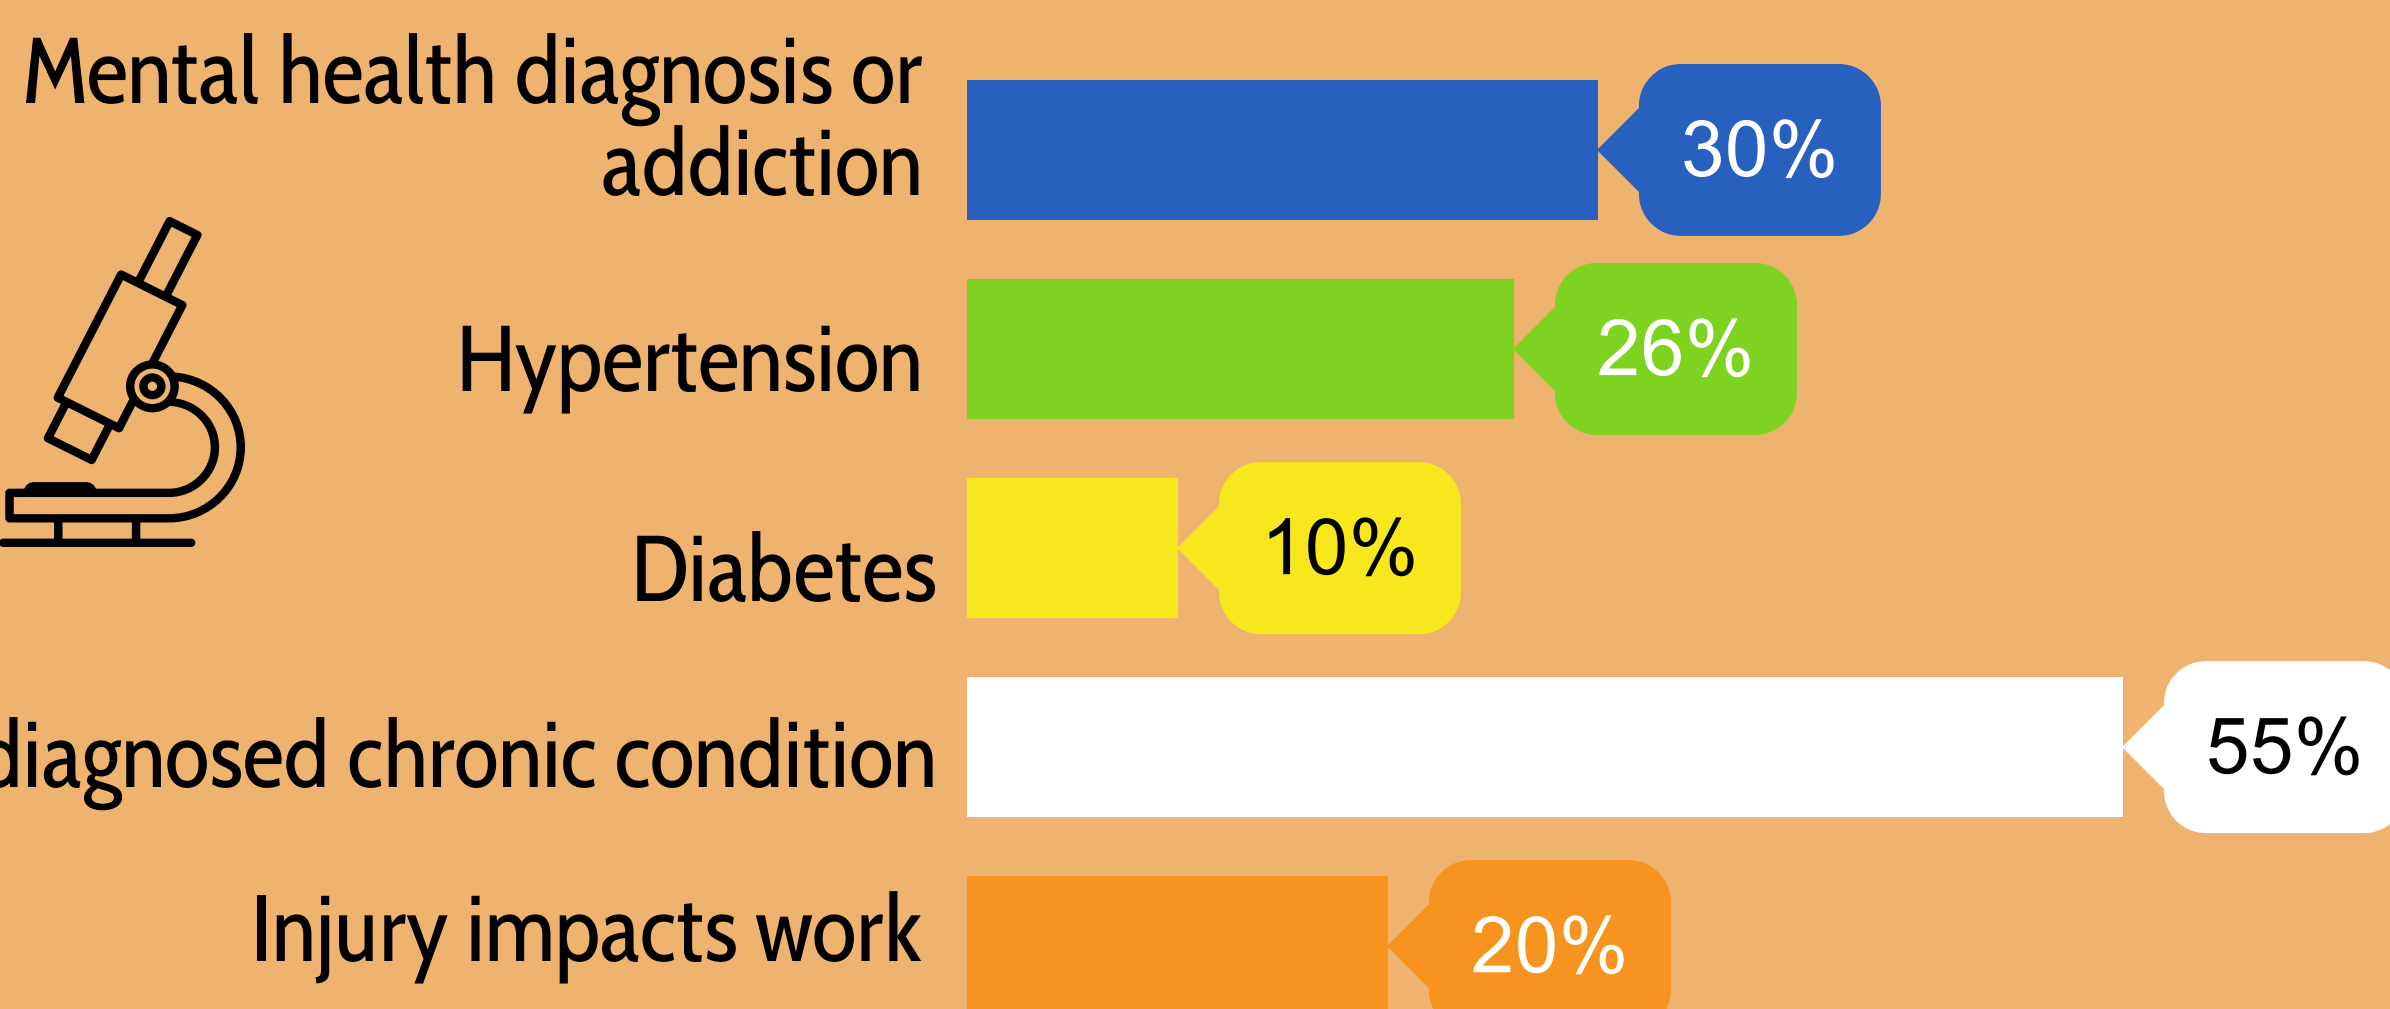 Mental health diagnosis or
addiction
30%
Hypertension
26%
Diabetes
10%
diagnosed chronic condition
55%
Injury impacts work
20%